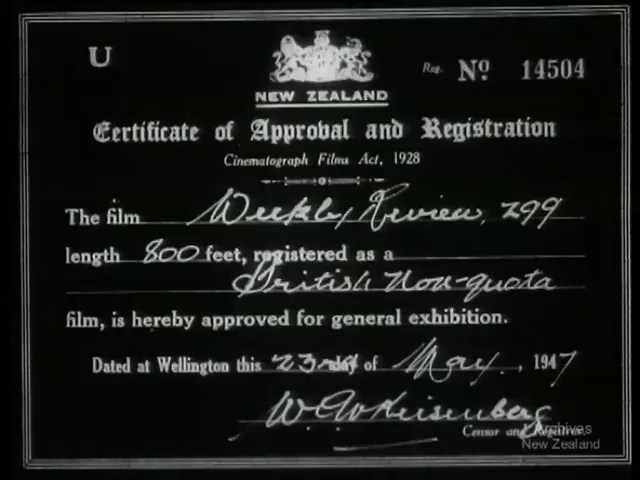 U
Reg. No 14504
NEW ZEALAND
Certificate of Approval and Registration
Cinematograph Films Act, 1928
The film Weekly Review, 299
length 800 feet, registered as a
British Non-quota
film, is hereby approved for general exhibition.
Dated at Wellington this 23rd day of May, 1947
W.
Censor and Registrar.
Archives
New Zealand